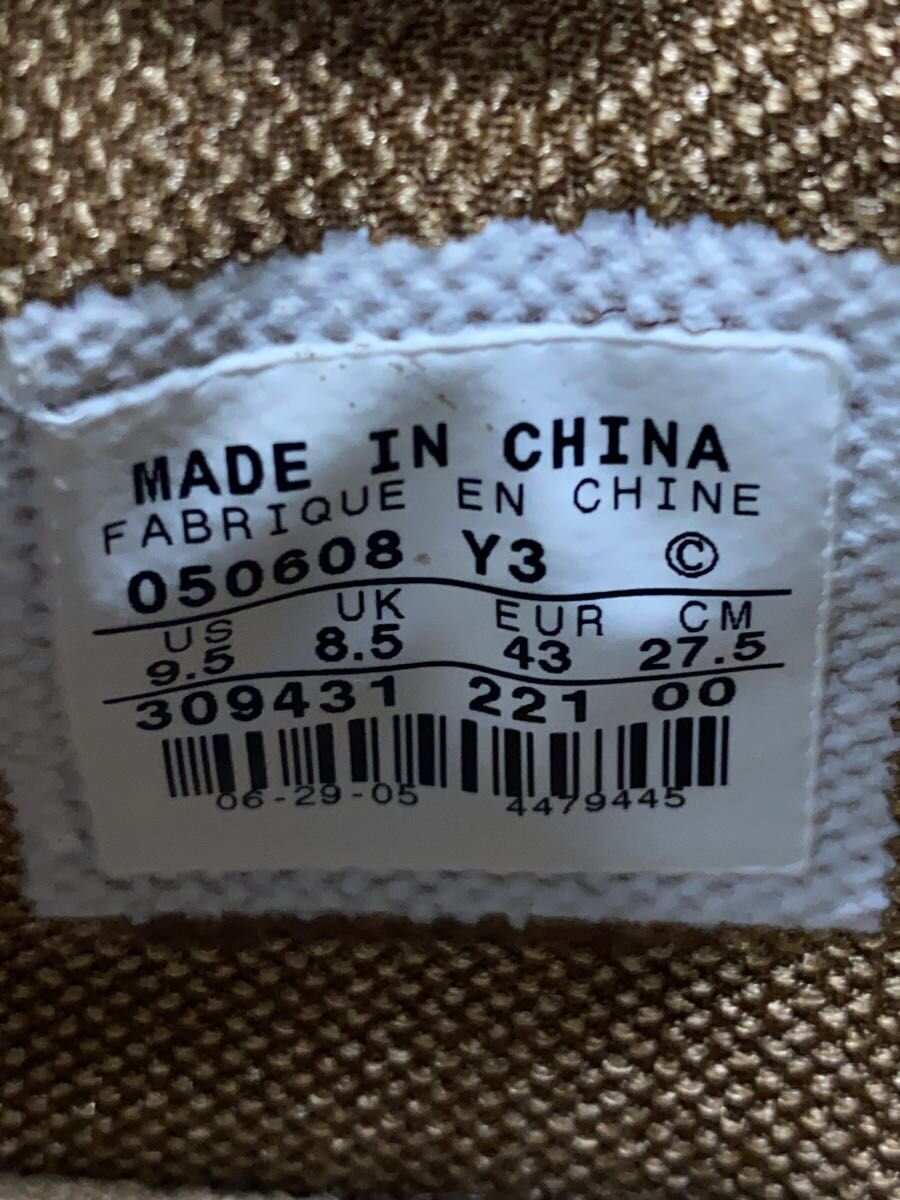 MADE IN CHINA
FABRIQUE EN CHINE
050608 Y3 ©
US UK EUR CM
9.5 8.5 43 27.5
309431 221 00
06-29-05 4479445